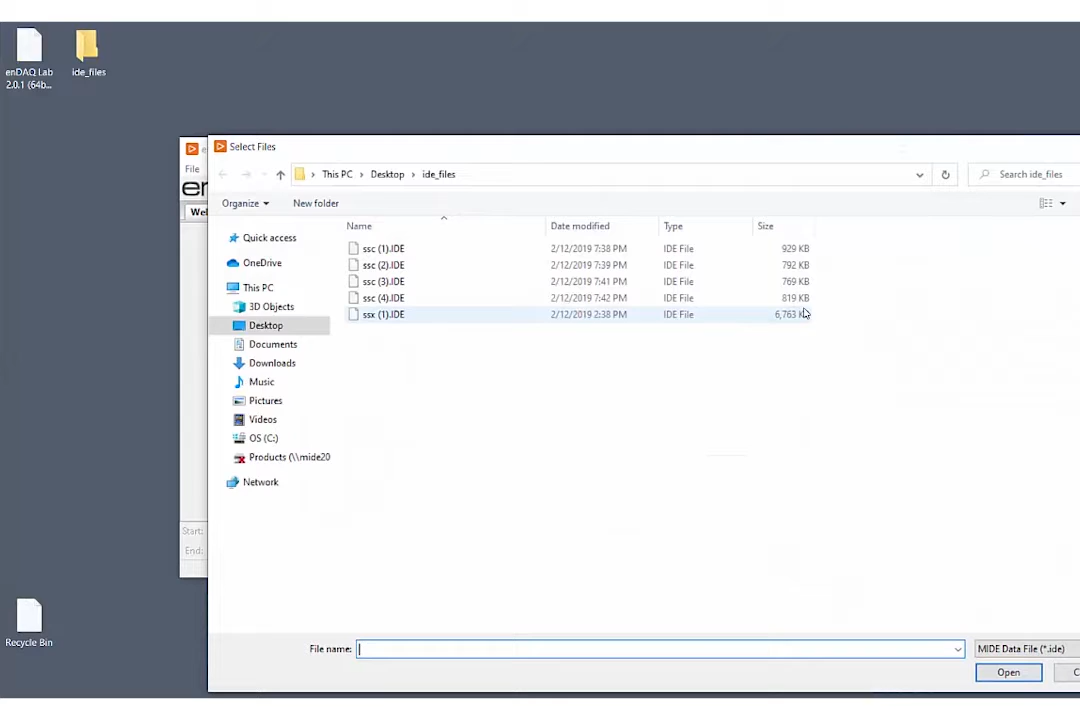 enDAQ Lab
2.0.1 (64b...
ide_files
Select Files
File
This PC > Desktop > ide_files
Search ide_files
Wel
Organize
New folder
Name
Date modified
Type
Size
Quick access
OneDrive
This PC
3D Objects
Desktop
Documents
Downloads
Music
Pictures
Videos
OS (C:)
Products (\\mide20
Network
ssc (1).IDE 2/12/2019 7:38 PM IDE File 929 KB
ssc (2).IDE 2/12/2019 7:39 PM IDE File 792 KB
ssc (3).IDE 2/12/2019 7:41 PM IDE File 769 KB
ssc (4).IDE 2/12/2019 7:42 PM IDE File 819 KB
ssx (1).IDE 2/12/2019 2:38 PM IDE File 6,763 KB
Start:
End:
Recycle Bin
File name:
MIDE Data File (*.ide)
Open